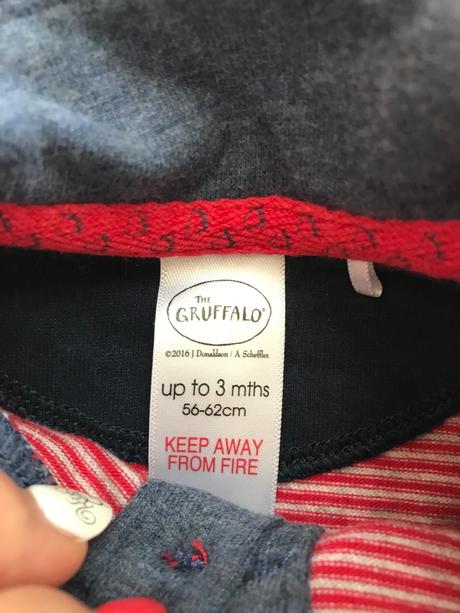 THE
GRUFFALO®
©2016 J Donaldson / A Scheffler.
up to 3 mths
56-62cm
KEEP AWAY
FROM FIRE